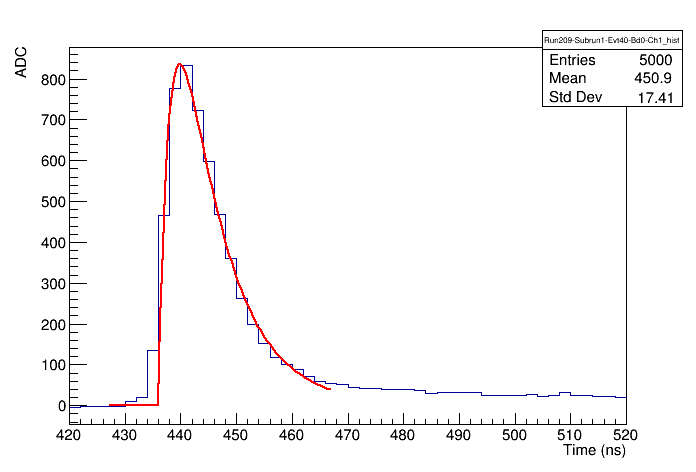 Run209-Subrun1-Evt40-Bd0-Ch1_hist
Entries 5000
Mean 450.9
Std Dev 17.41
ADC
800
700
600
500
400
300
200
100
0
420 430 440 450 460 470 480 490 500 510 520
Time (ns)